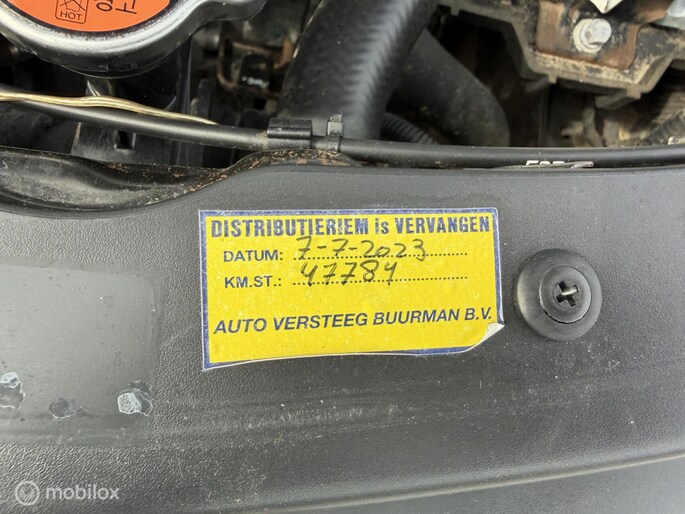 HOT
DISTRIBUTIERIEM is VERVANGEN
DATUM: 7-7-2023
KM.ST.: 47784
AUTO VERSTEEG BUURMAN B.V.
mobilox